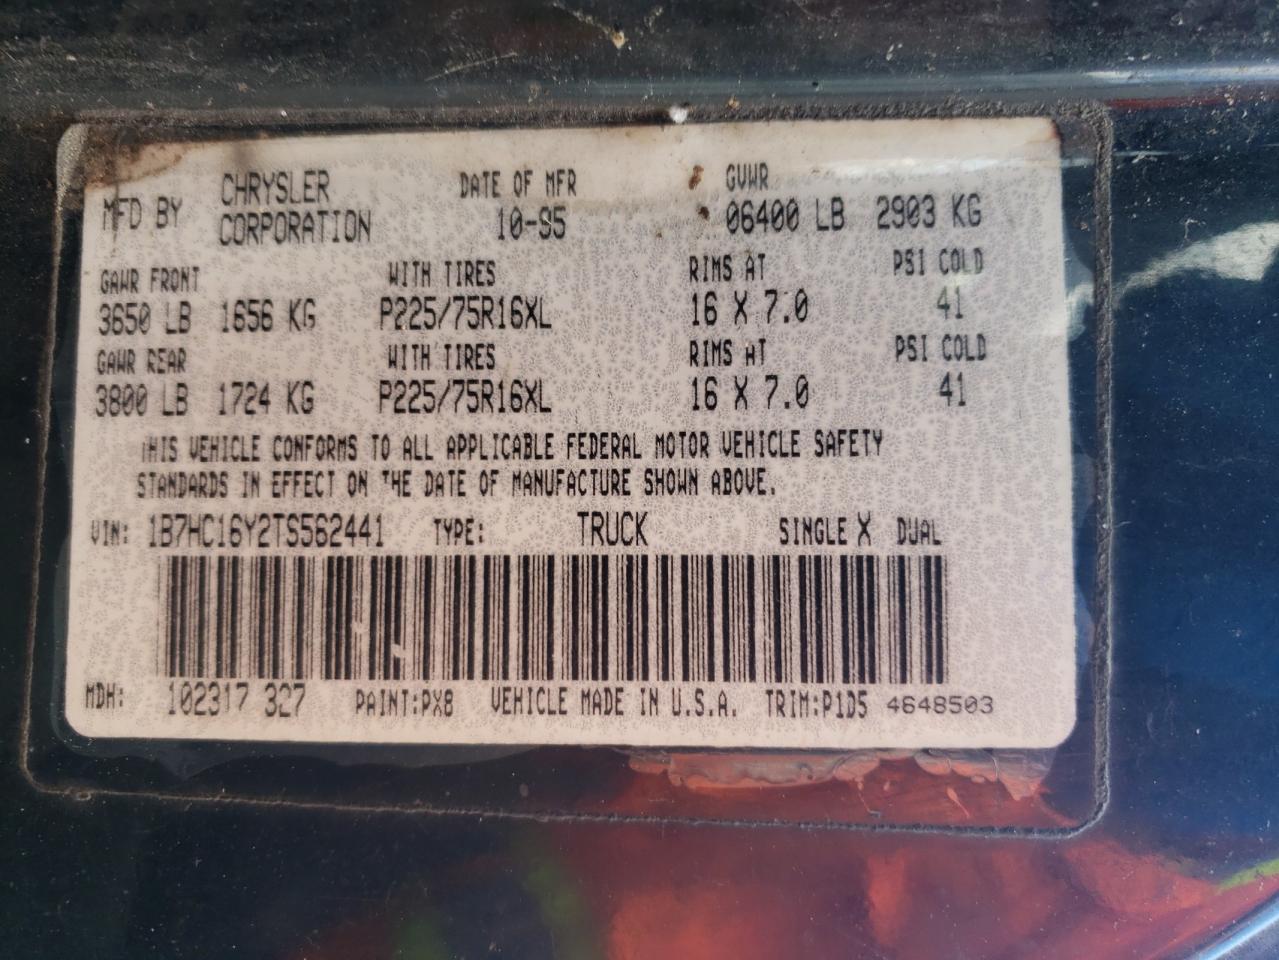 MFD BY CHRYSLER CORPORATION DATE OF MFR 10-95 GVWR 06400 LB 2903 KG
GAWR FRONT WITH TIRES RIMS AT PSI COLD
3650 LB 1656 KG P225/75R16XL 16 X 7.0 41
GAWR REAR WITH TIRES RIMS AT PSI COLD
3800 LB 1724 KG P225/75R16XL 16 X 7.0 41
THIS VEHICLE CONFORMS TO ALL APPLICABLE FEDERAL MOTOR VEHICLE SAFETY
STANDARDS IN EFFECT ON THE DATE OF MANUFACTURE SHOWN ABOVE.
VIN: 1B7HC16Y2TS562441 TYPE: TRUCK SINGLE X DUAL
MDH: 102317 327 PAINT:PX8 VEHICLE MADE IN U.S.A. TRIM:P1D5 4648503